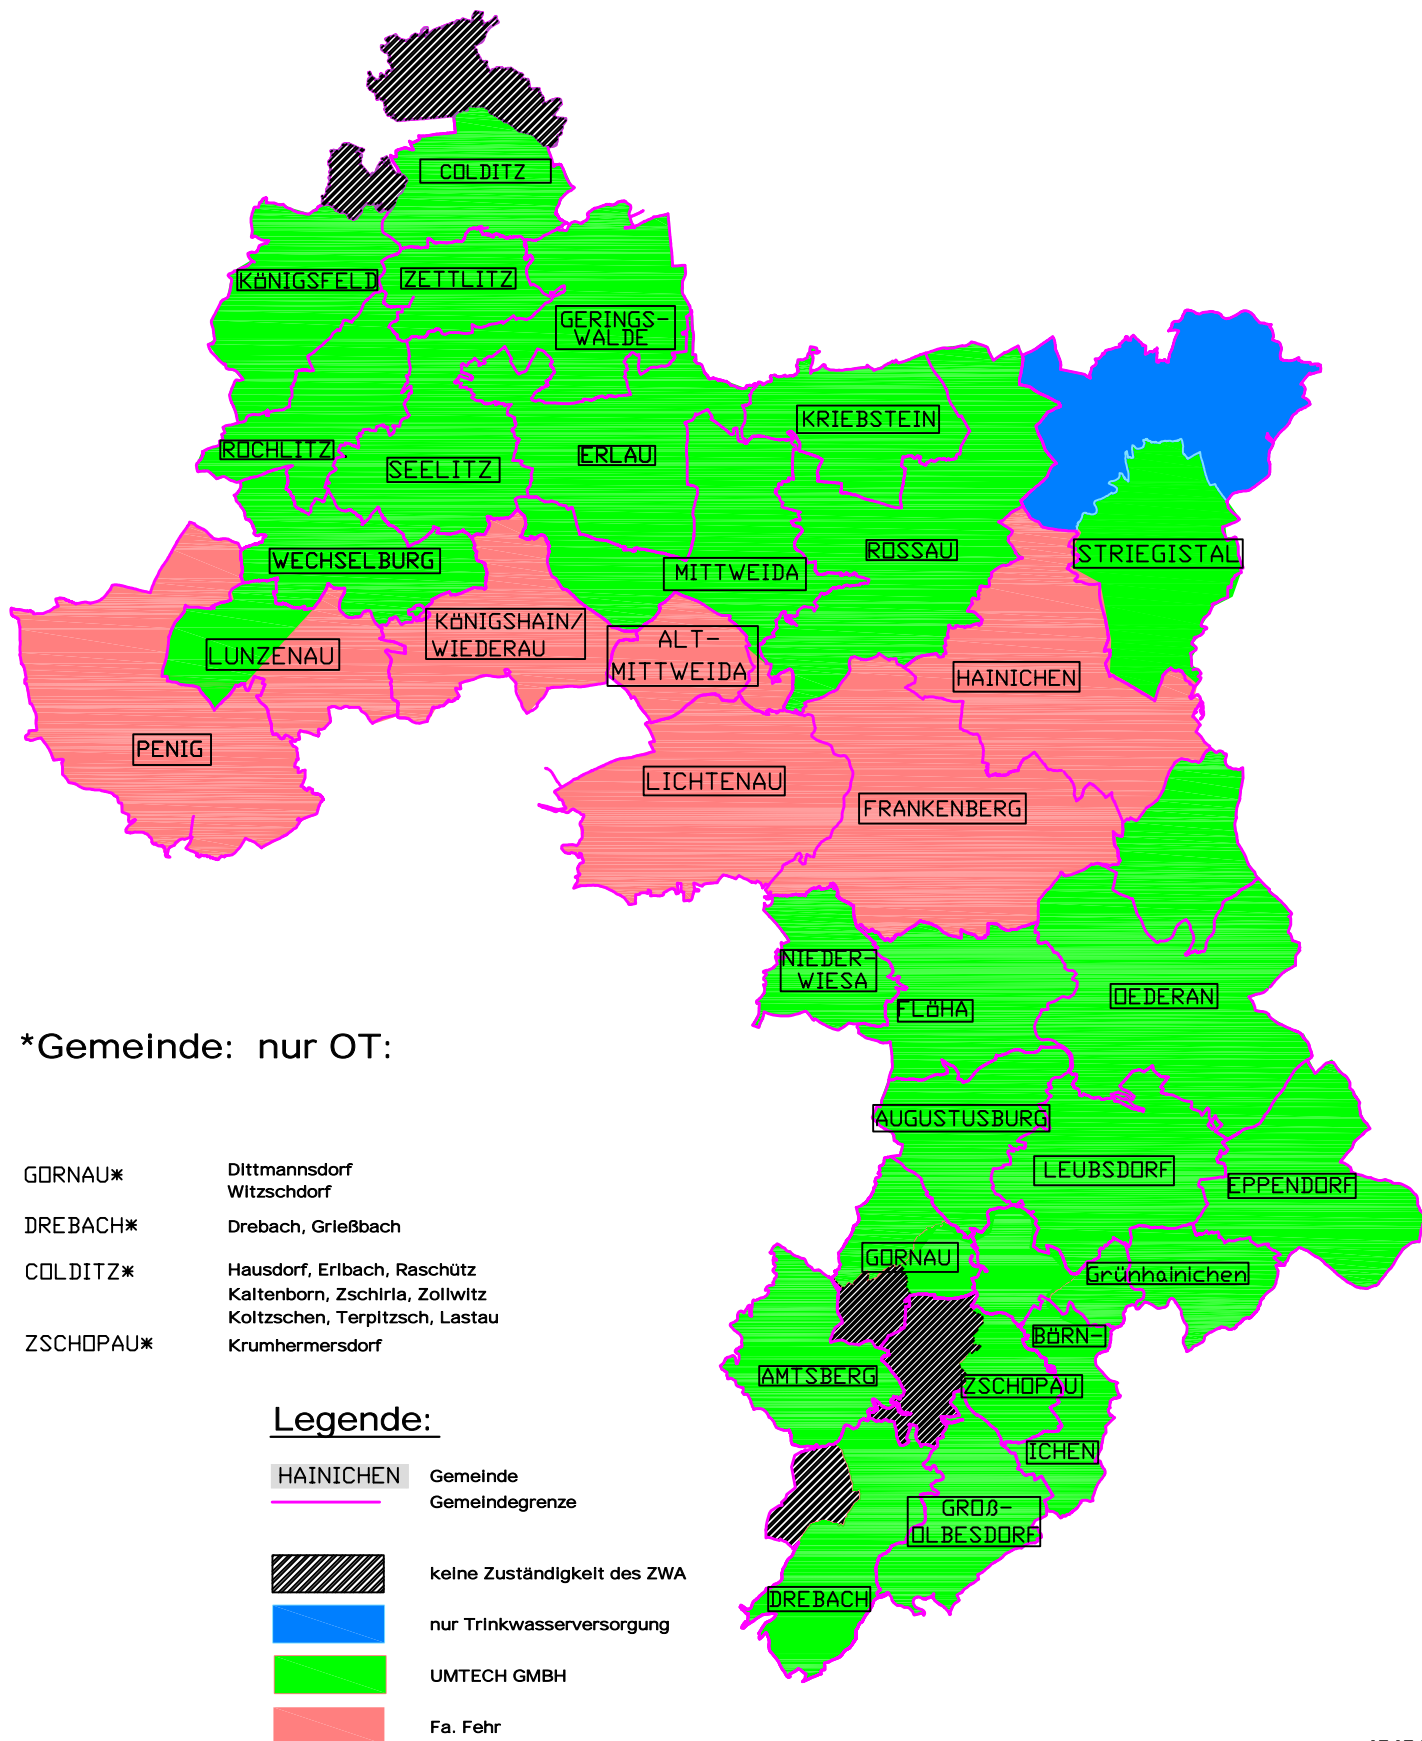 COLDITZ
KÖNIGSFELD
ZETTLITZ
GERINGS-
WALDE
KRIEBSTEIN
ROCHLITZ
SEELITZ
ERLAU
WECHSELBURG
MITTWEIDA
ROSSAU
STRIEGISTAL
LUNZENAU
KÖNIGSHAIN/
WIEDERAU
ALT-
MITTWEIDA
HAINICHEN
PENIG
LICHTENAU
FRANKENBERG
NIEDER-
WIESA
FLÖHA
OEDERAN
AUGUSTUSBURG
LEUBSDORF
EPPENDORF
GORNAU
Grünhainichen
BÖRN-
AMTSBERG
ZSCHOPAU
ICHEN
GROß-
OLBESDORF
DREBACH
*Gemeinde: nur OT:
GORNAU* Dittmannsdorf
Witzschdorf
DREBACH* Drebach, Grießbach
COLDITZ* Hausdorf, Erlbach, Raschütz
Kaltenborn, Zschirla, Zollwitz
Koltzschen, Terpitzsch, Lastau
ZSCHOPAU* Krumhermersdorf
Legende:
HAINICHEN Gemeinde
Gemeindegrenze
keine Zuständigkeit des ZWA
nur Trinkwasserversorgung
UMTECH GMBH
Fa. Fehr